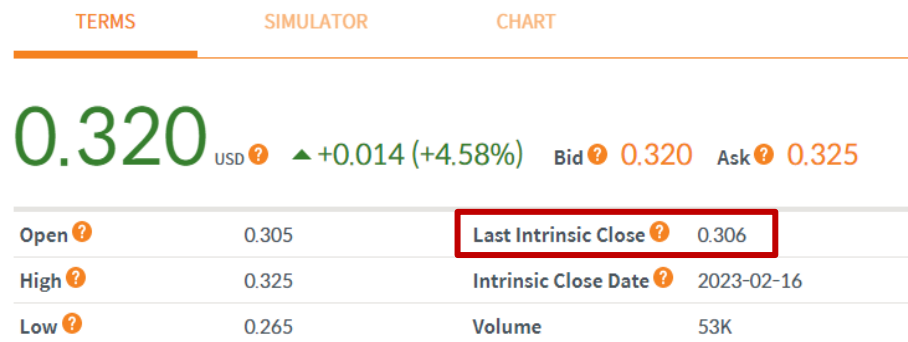 TERMS SIMULATOR CHART
0.320 USD ? ▲ +0.014 (+4.58%) Bid ? 0.320 Ask ? 0.325
Open ? 0.305 Last Intrinsic Close ? 0.306
High ? 0.325 Intrinsic Close Date ? 2023-02-16
Low ? 0.265 Volume 53K